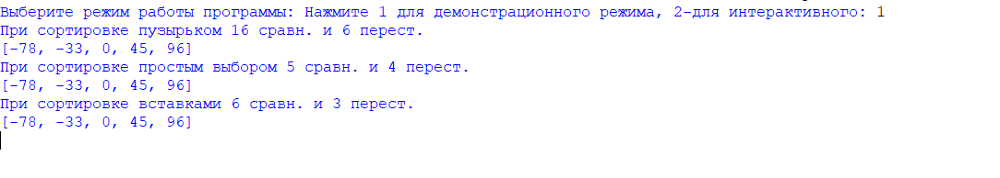 Выберите режим работы программы: Нажмите 1 для демонстрационного режима, 2-для интерактивного: 1
При сортировке пузырьком 16 сравн. и 6 перест.
[-78, -33, 0, 45, 96]
При сортировке простым выбором 5 сравн. и 4 перест.
[-78, -33, 0, 45, 96]
При сортировке вставками 6 сравн. и 3 перест.
[-78, -33, 0, 45, 96]